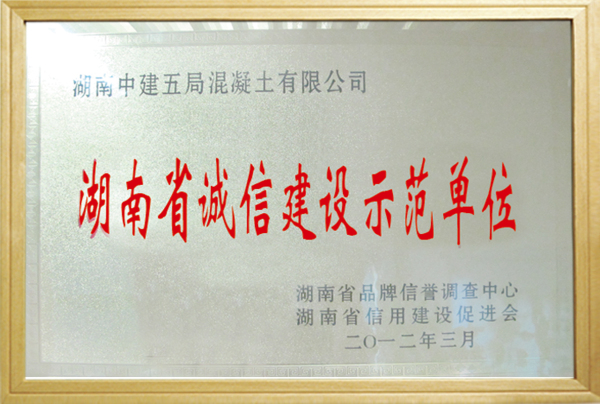 湖南中建五局混凝土有限公司
湖南省诚信建设示范单位
湖南省品牌信誉调查中心
湖南省信用建设促进会
二〇一二年三月